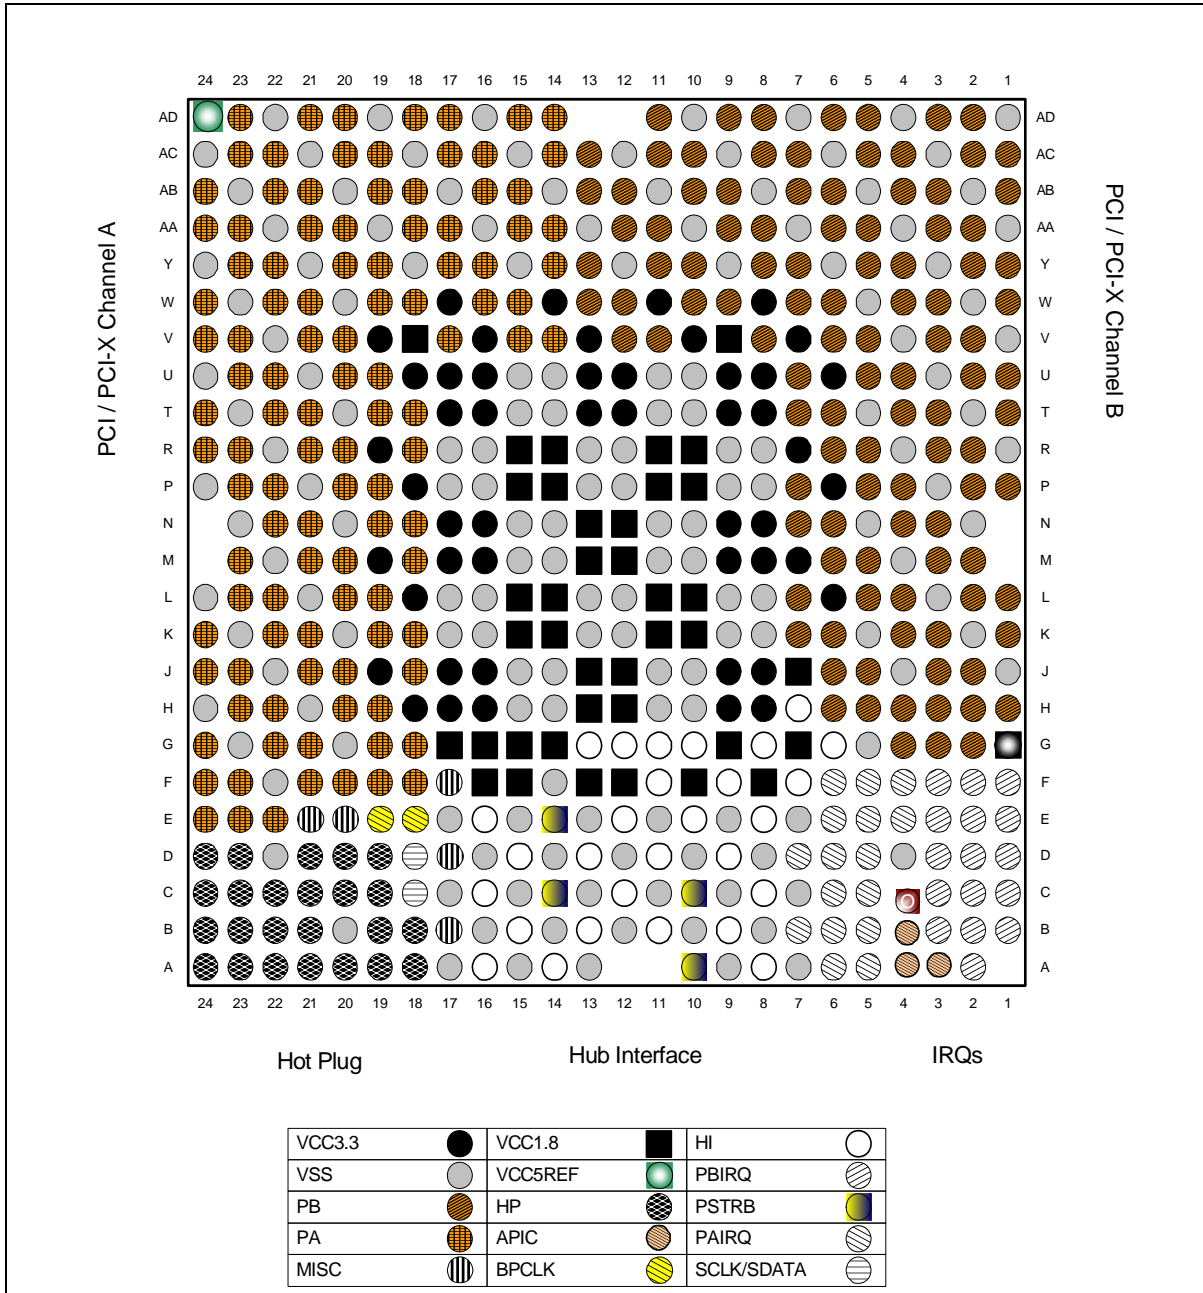 24 23 22 21 20 19 18 17 16 15 14 13 12 11 10 9 8 7 6 5 4 3 2 1
AD AD
AC AC
AB AB
AA AA
Y Y
W W
V V
U U
T T
R R
P P
N N
M M
L L
K K
J J
H H
G G
F F
E E
D D
C O C
B B
A A
24 23 22 21 20 19 18 17 16 15 14 13 12 11 10 9 8 7 6 5 4 3 2 1
PCI / PCI-X Channel A
PCI / PCI-X Channel B
Hot Plug Hub Interface IRQs
VCC3.3 VCC1.8 HI
VSS VCC5REF PBIRQ
PB HP PSTRB
PA APIC PAIRQ
MISC BPCLK SCLK/SDATA